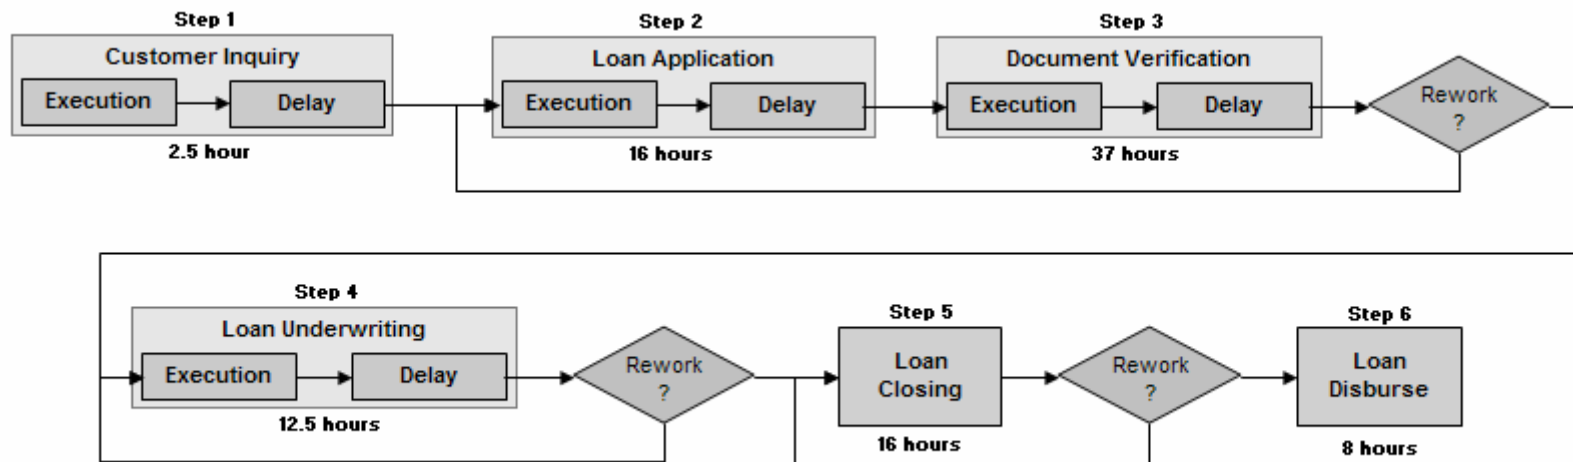 Step 1
Step 2
Step 3
Customer Inquiry
Loan Application
Document Verification
Execution
Delay
Execution
Delay
Execution
Delay
Rework
?
2.5 hour
16 hours
37 hours
Step 4
Step 5
Step 6
Loan Underwriting
Execution
Delay
Rework
?
Loan
Closing
Rework
?
Loan
Disburse
12.5 hours
16 hours
8 hours